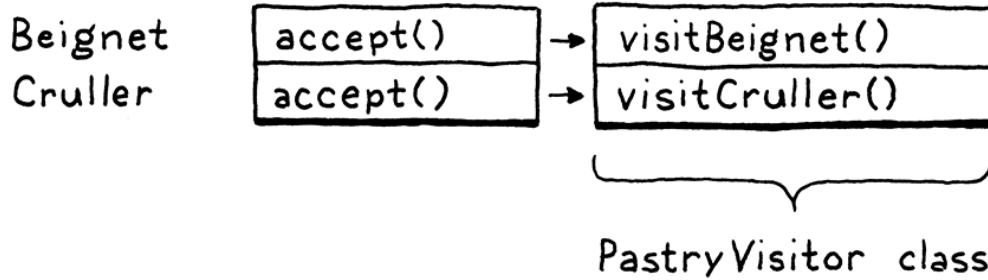 Beignet accept() → visitBeignet()
Cruller accept() → visitCruller()
PastryVisitor class